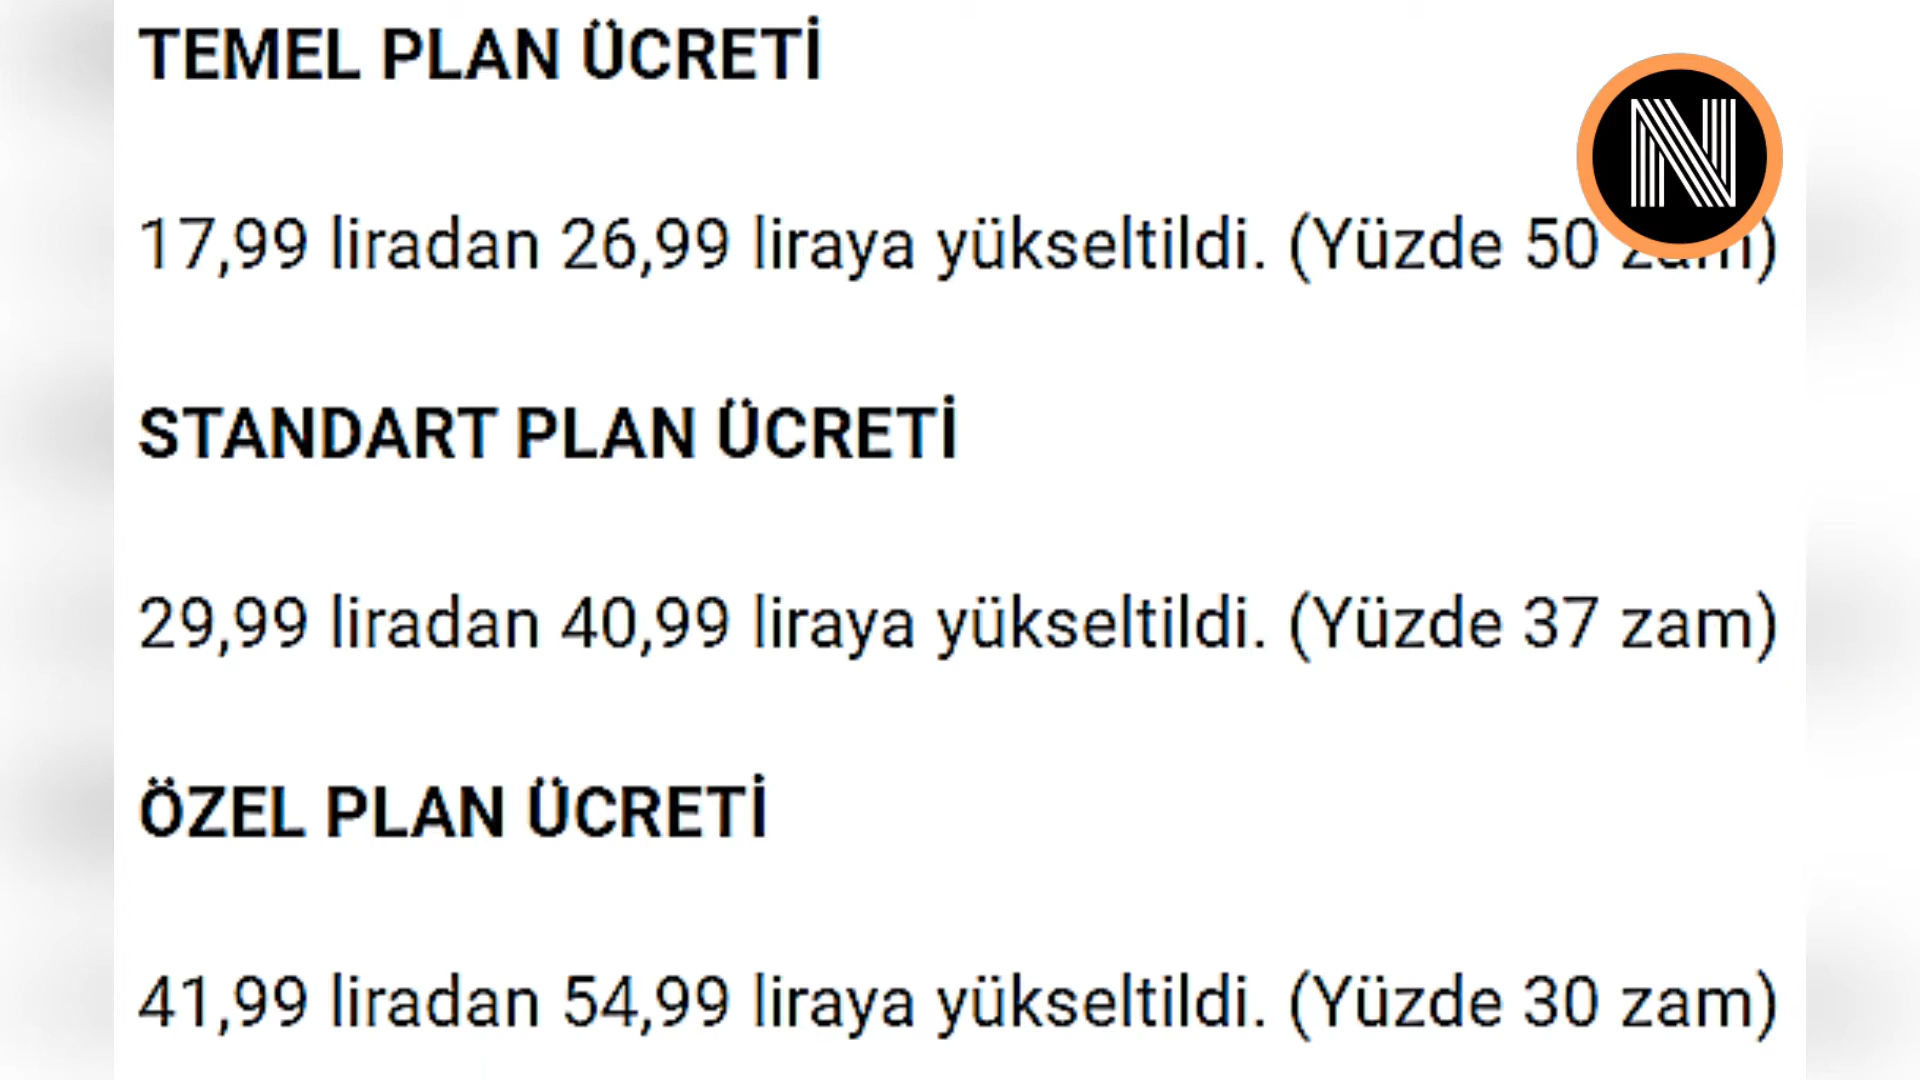 TEMEL PLAN ÜCRETİ
17,99 liradan 26,99 liraya yükseltildi. (Yüzde 50 zam)
STANDART PLAN ÜCRETİ
29,99 liradan 40,99 liraya yükseltildi. (Yüzde 37 zam)
ÖZEL PLAN ÜCRETİ
41,99 liradan 54,99 liraya yükseltildi. (Yüzde 30 zam)
N